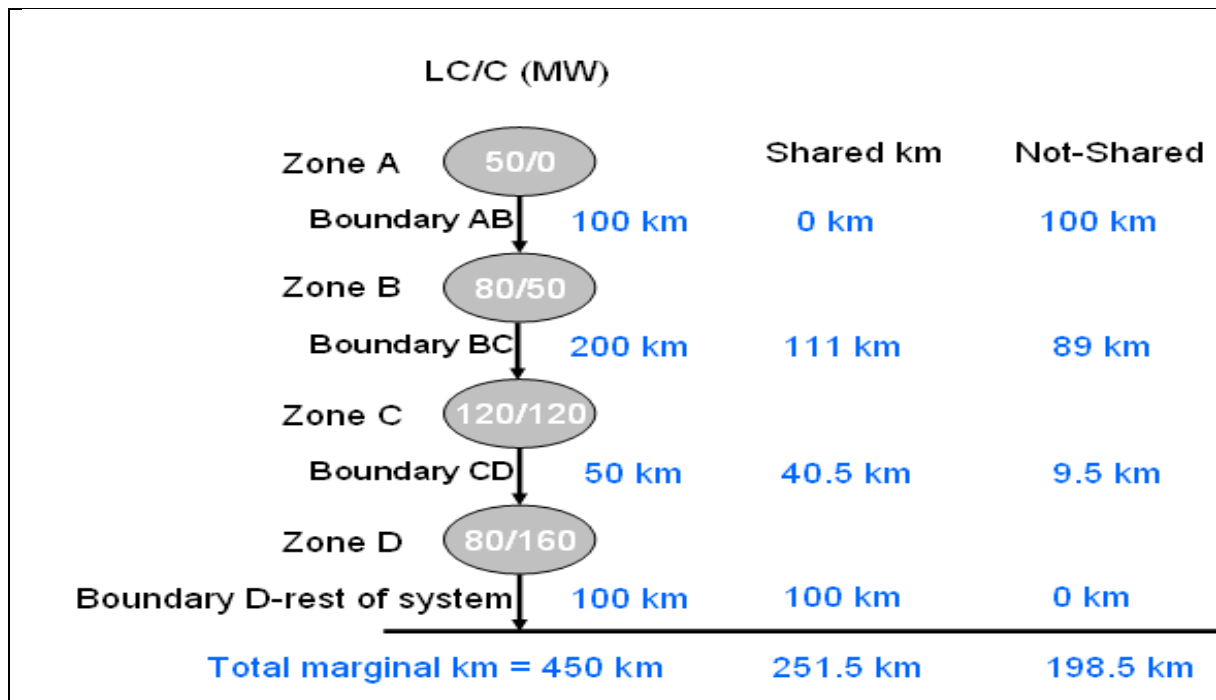 LC/C (MW)
Zone A 50/0 Shared km Not-Shared
Boundary AB 100 km 0 km 100 km
Zone B 80/50
Boundary BC 200 km 111 km 89 km
Zone C 120/120
Boundary CD 50 km 40.5 km 9.5 km
Zone D 80/160
Boundary D-rest of system 100 km 100 km 0 km
Total marginal km = 450 km 251.5 km 198.5 km